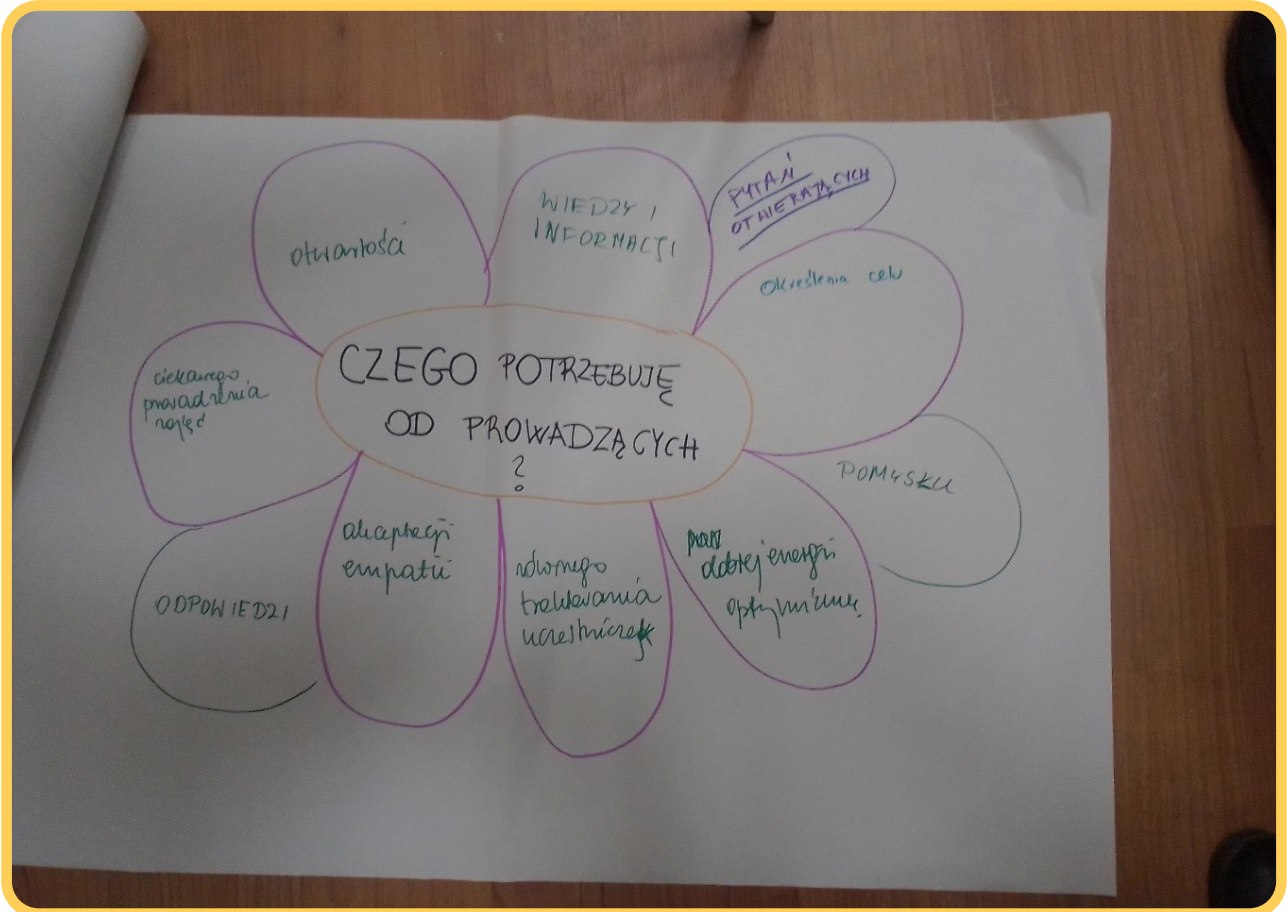 CZEGO POTRZEBUJĘ
OD PROWADZĄCYCH
?
otwartości
WIEDZY I
INFORMACJI
PYTAŃ
OTWIERAJĄCYCH
Określenia celu
POMYSŁU
dobrej energii
optymizmu
równego
traktowania
uczestniczek
akceptacji
empatii
ODPOWIEDZI
ciekawego
prowadzenia
zajęć